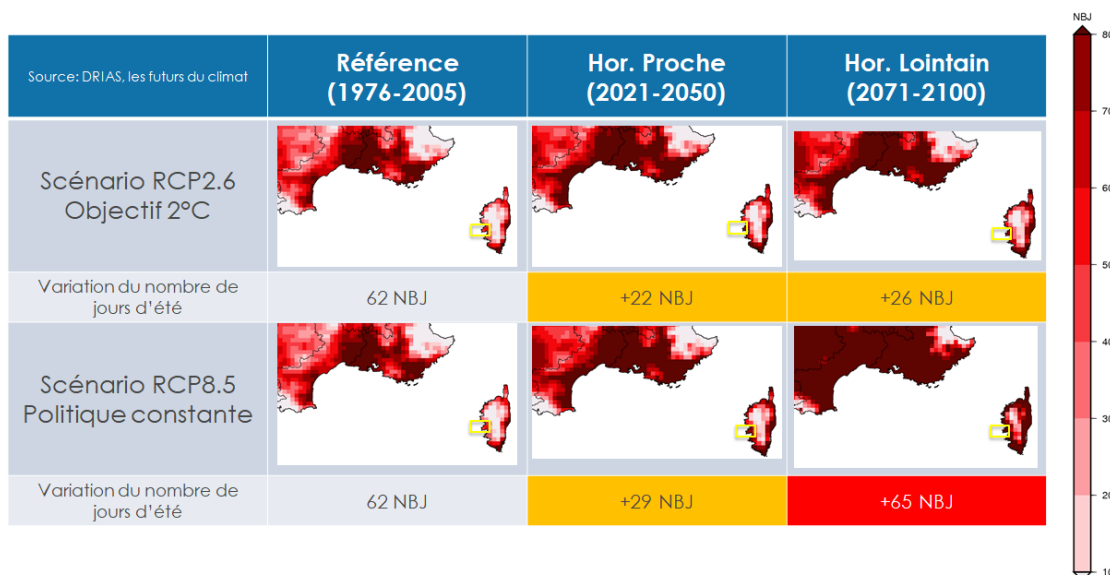 NBJ
Source: DRIAS, les futurs du climat
Référence
(1976-2005)
Hor. Proche
(2021-2050)
Hor. Lointain
(2071-2100)
Scénario RCP2.6
Objectif 2°C
Variation du nombre de
jours d'été
62 NBJ
+22 NBJ
+26 NBJ
Scénario RCP8.5
Politique constante
Variation du nombre de
jours d'été
62 NBJ
+29 NBJ
+65 NBJ
80
70
60
50
40
30
20
10